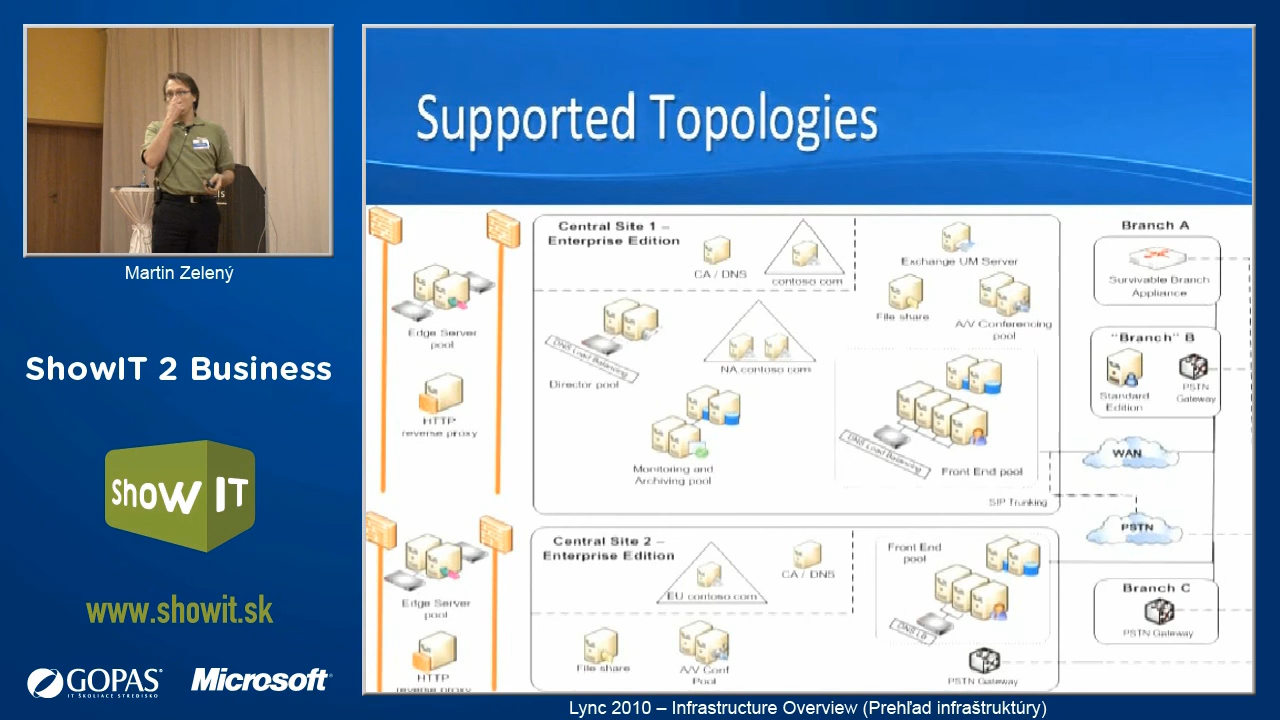 Martin Zelený
ShowIT 2 Business
Show IT
www.showit.sk
GOPAS
IT ŠKOLIACE STREDISKO
Microsoft
Supported Topologies
Edge Server
pool
HTTP
reverse proxy
Central Site 1 –
Enterprise Edition
CA / DNS
contoso.com
DNS Load Balancing
Director pool
NA.contoso.com
Monitoring and
Archiving pool
Exchange UM Server
File share
A/V Conferencing
pool
DNS Load Balancing
Front End pool
SIP Trunking
Branch A
Survivable Branch
Appliance
"Branch" B
Standard
Edition
PSTN
Gateway
WAN
PSTN
Edge Server
pool
HTTP
reverse proxy
Central Site 2 –
Enterprise Edition
EU contoso.com
CA / DNS
File share
A/V Conf
Pool
Front End
pool
DNS LB
PSTN Gateway
Branch C
PSTN Gateway
Lync 2010 – Infrastructure Overview (Prehľad infraštruktúry)